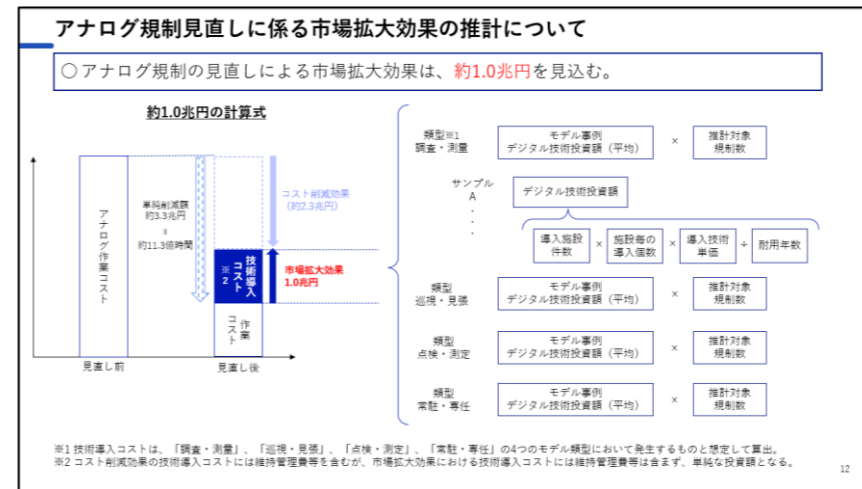 アナログ規制見直しに係る市場拡大効果の推計について
○アナログ規制の見直しによる市場拡大効果は、約1.0兆円を見込む。
約1.0兆円の計算式
アナログ作業コスト
単純削減額
約3.3兆円
=
約11.3億時間
コスト削減効果
(約2.3兆円)
技術導入
コスト
※2
市場拡大効果
1.0兆円
作業
コスト
見直し前
見直し後
類型※1
調査・測量
モデル事例
デジタル技術投資額(平均)
×
推計対象
規制数
サンプル
A
・
・
・
デジタル技術投資額
導入施設
件数
×
施設毎の
導入個数
×
導入技術
単価
÷
耐用年数
類型
巡視・見張
モデル事例
デジタル技術投資額(平均)
×
推計対象
規制数
類型
点検・測定
モデル事例
デジタル技術投資額(平均)
×
推計対象
規制数
類型
常駐・専任
モデル事例
デジタル技術投資額(平均)
×
推計対象
規制数
※1 技術導入コストは、「調査・測量」、「巡視・見張」、「点検・測定」、「常駐・専任」の4つのモデル類型において発生するものと想定して算出。
※2 コスト削減効果の技術導入コストには維持管理費等を含むが、市場拡大効果における技術導入コストには維持管理費等は含まず、単純な投資額となる。
12